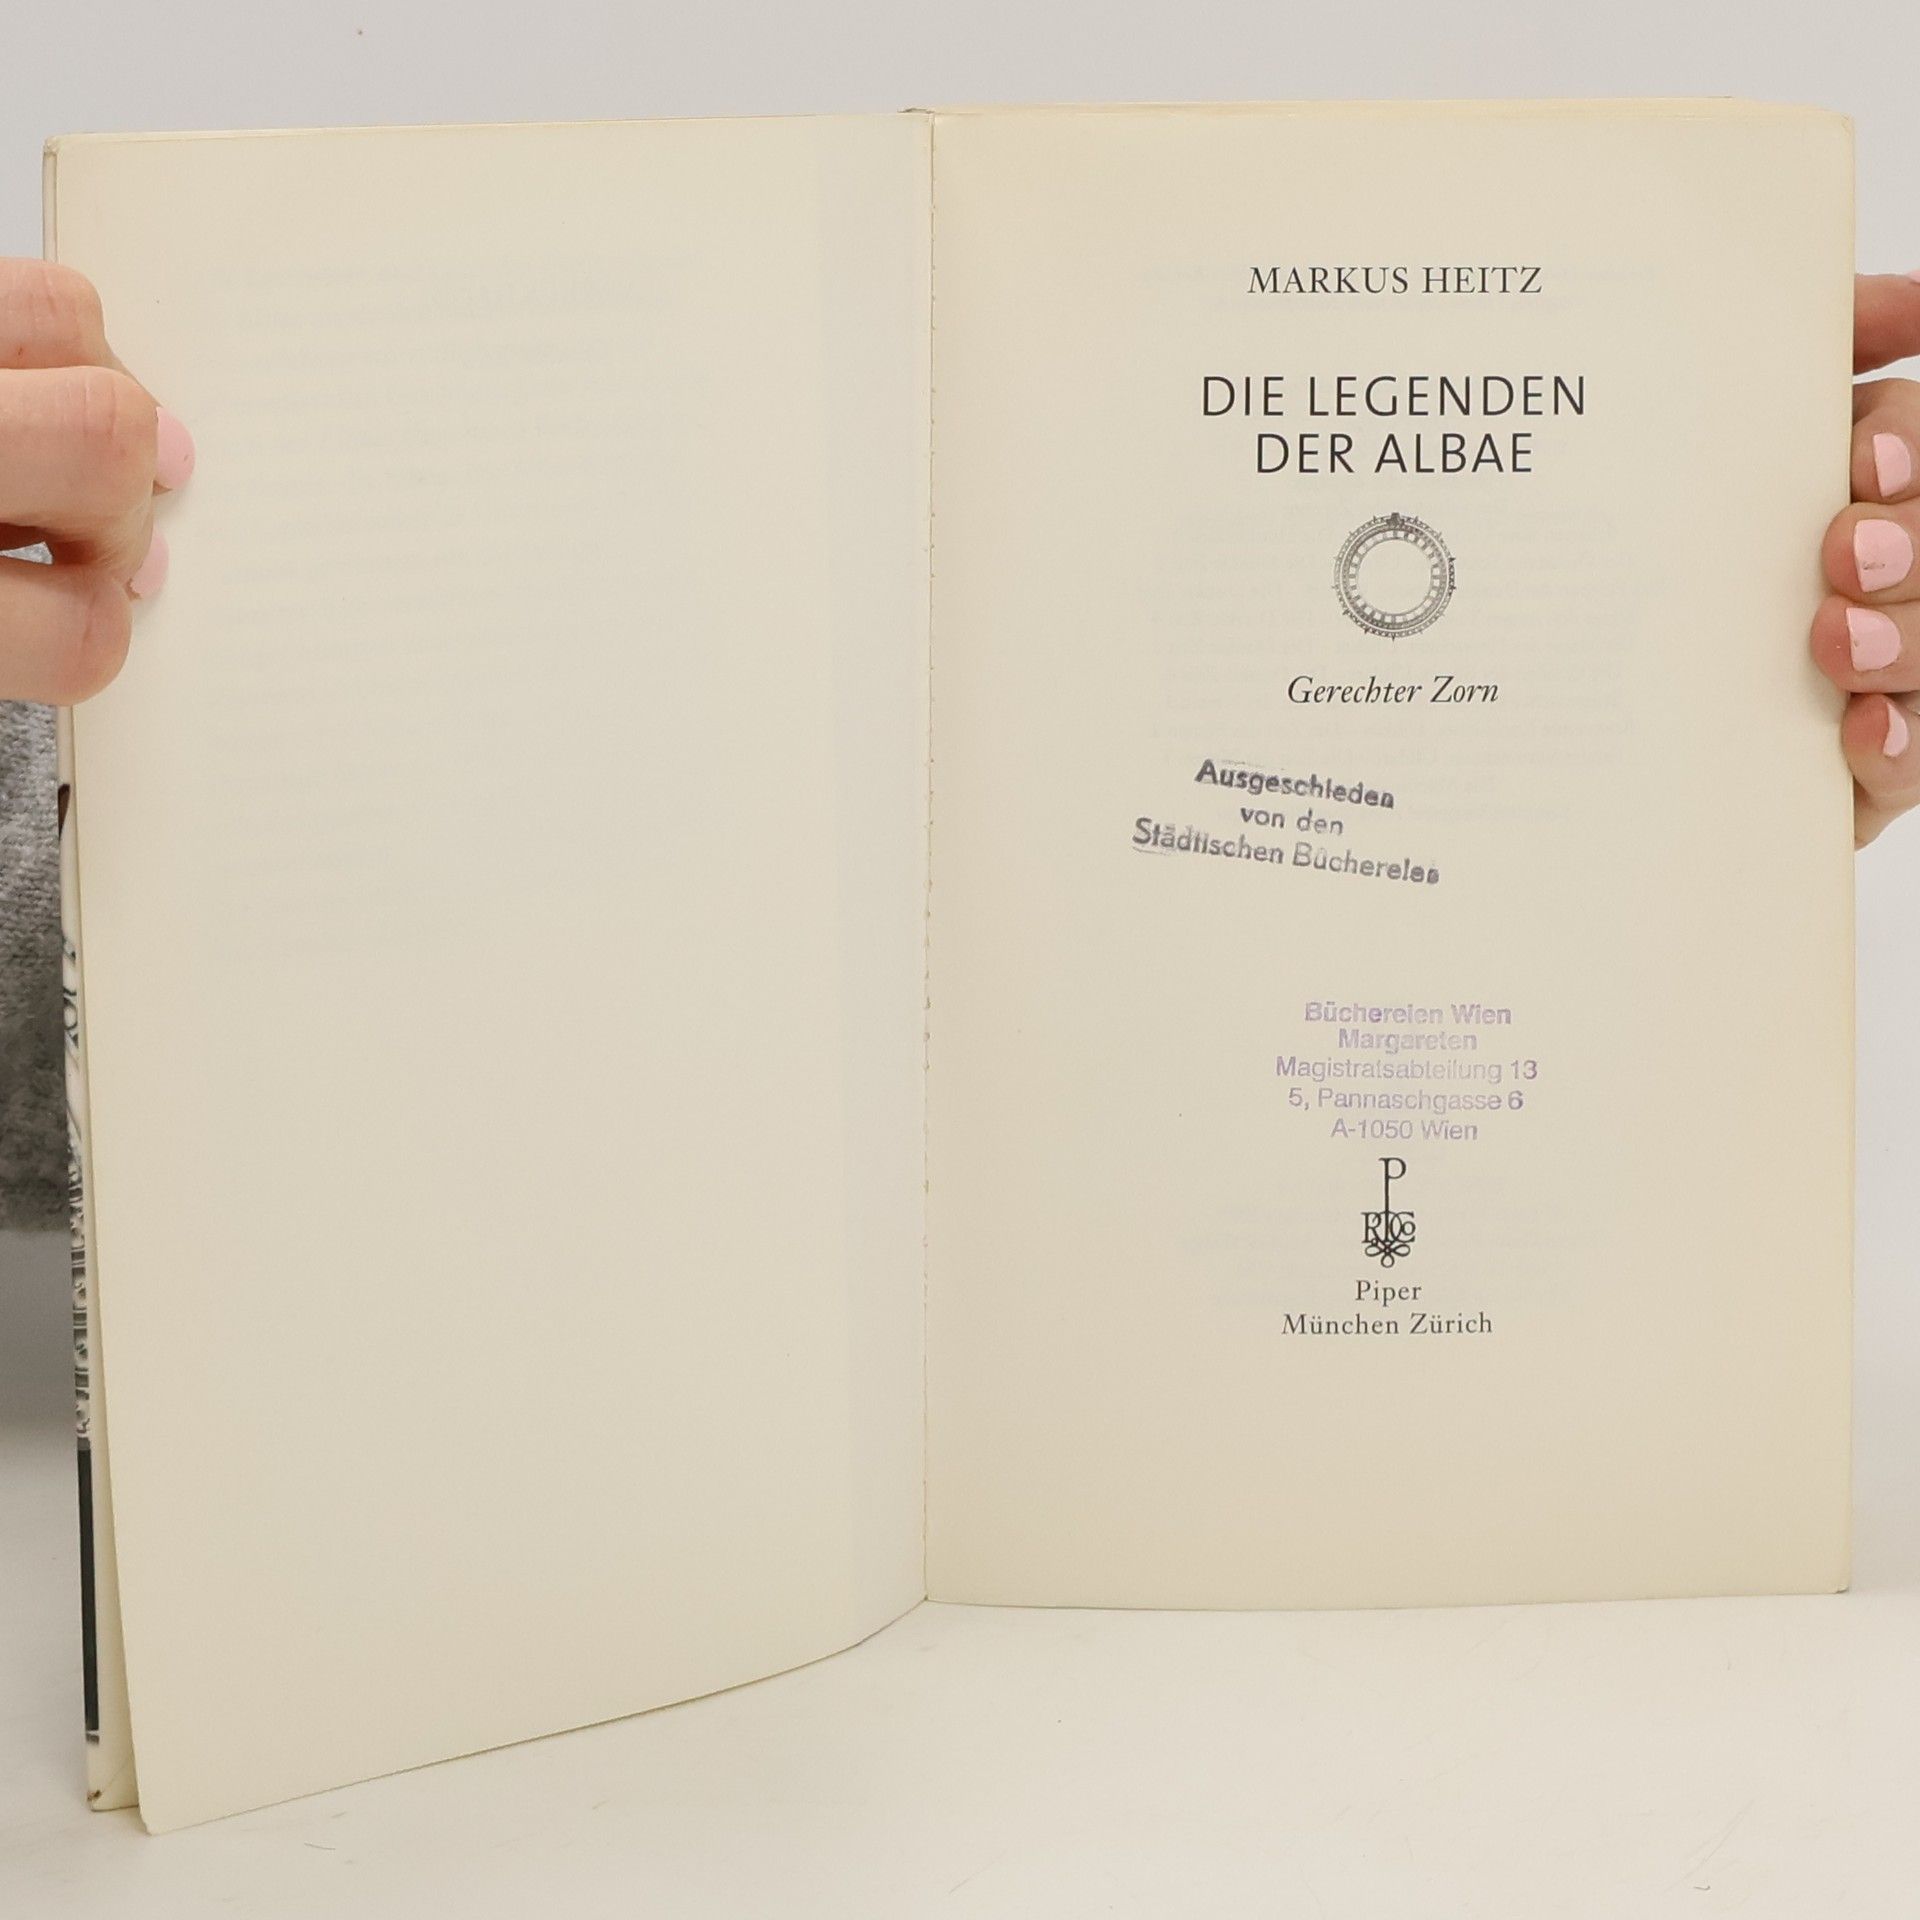 MARKUS HEITZ
DIE LEGENDEN
DER ALBAE
Gerechter Zorn
Ausgeschieden
von den
Städtischen Büchereien
Büchereien Wien
Margareten
Magistratsabteilung 13
5, Pannaschgasse 6
A-1050 Wien
P
R&Co
Piper
München Zürich